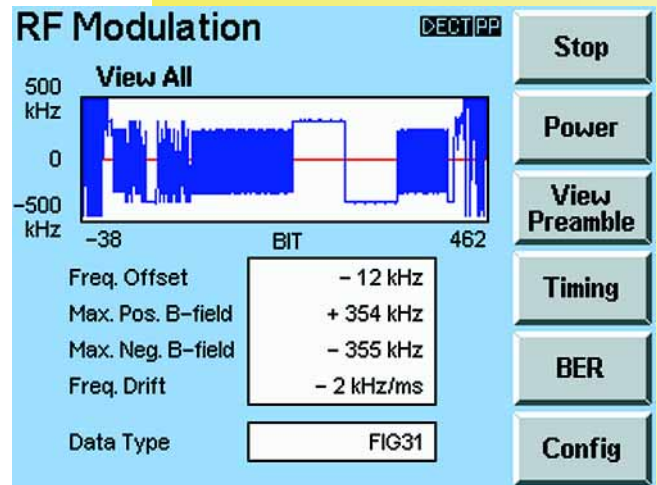 RF Modulation
DECT PP
View All
500
kHz
0
−500
kHz
−38
BIT
462
Freq. Offset
− 12 kHz
Max. Pos. B−field
+ 354 kHz
Max. Neg. B−field
− 355 kHz
Freq. Drift
− 2 kHz/ms
Data Type
FIG31
Stop
Power
View
Preamble
Timing
BER
Config